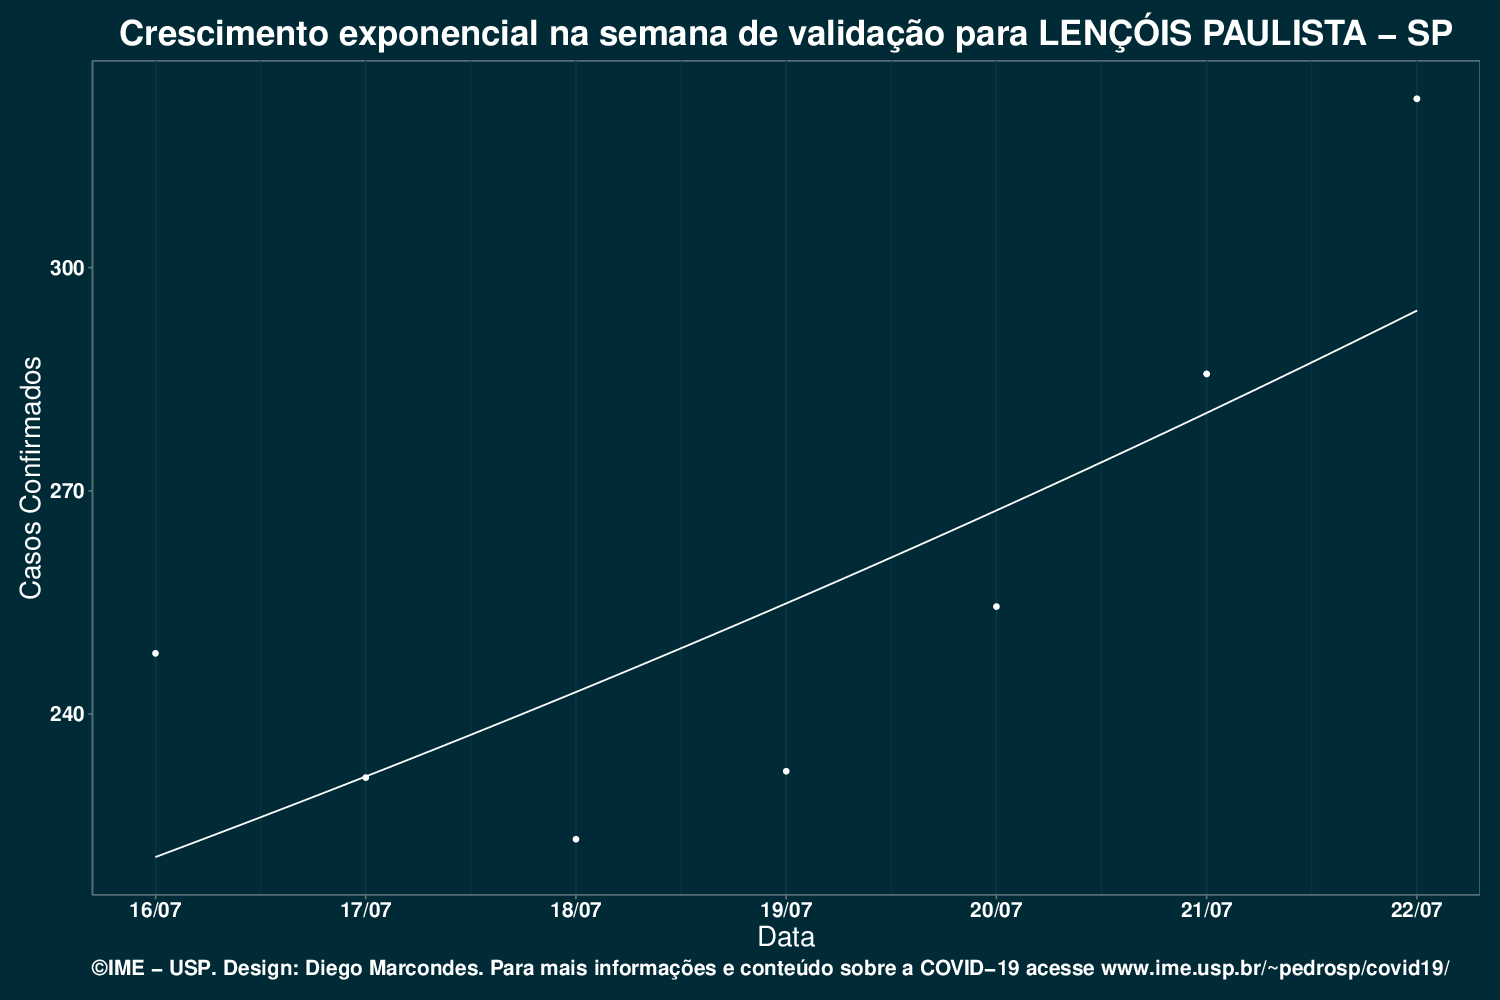 Crescimento exponencial na semana de validação para LENÇÓIS PAULISTA – SP
Casos Confirmados
300
270
240
16/07 17/07 18/07 19/07 20/07 21/07 22/07
Data
©IME – USP. Design: Diego Marcondes. Para mais informações e conteúdo sobre a COVID–19 acesse www.ime.usp.br/~pedrosp/covid19/